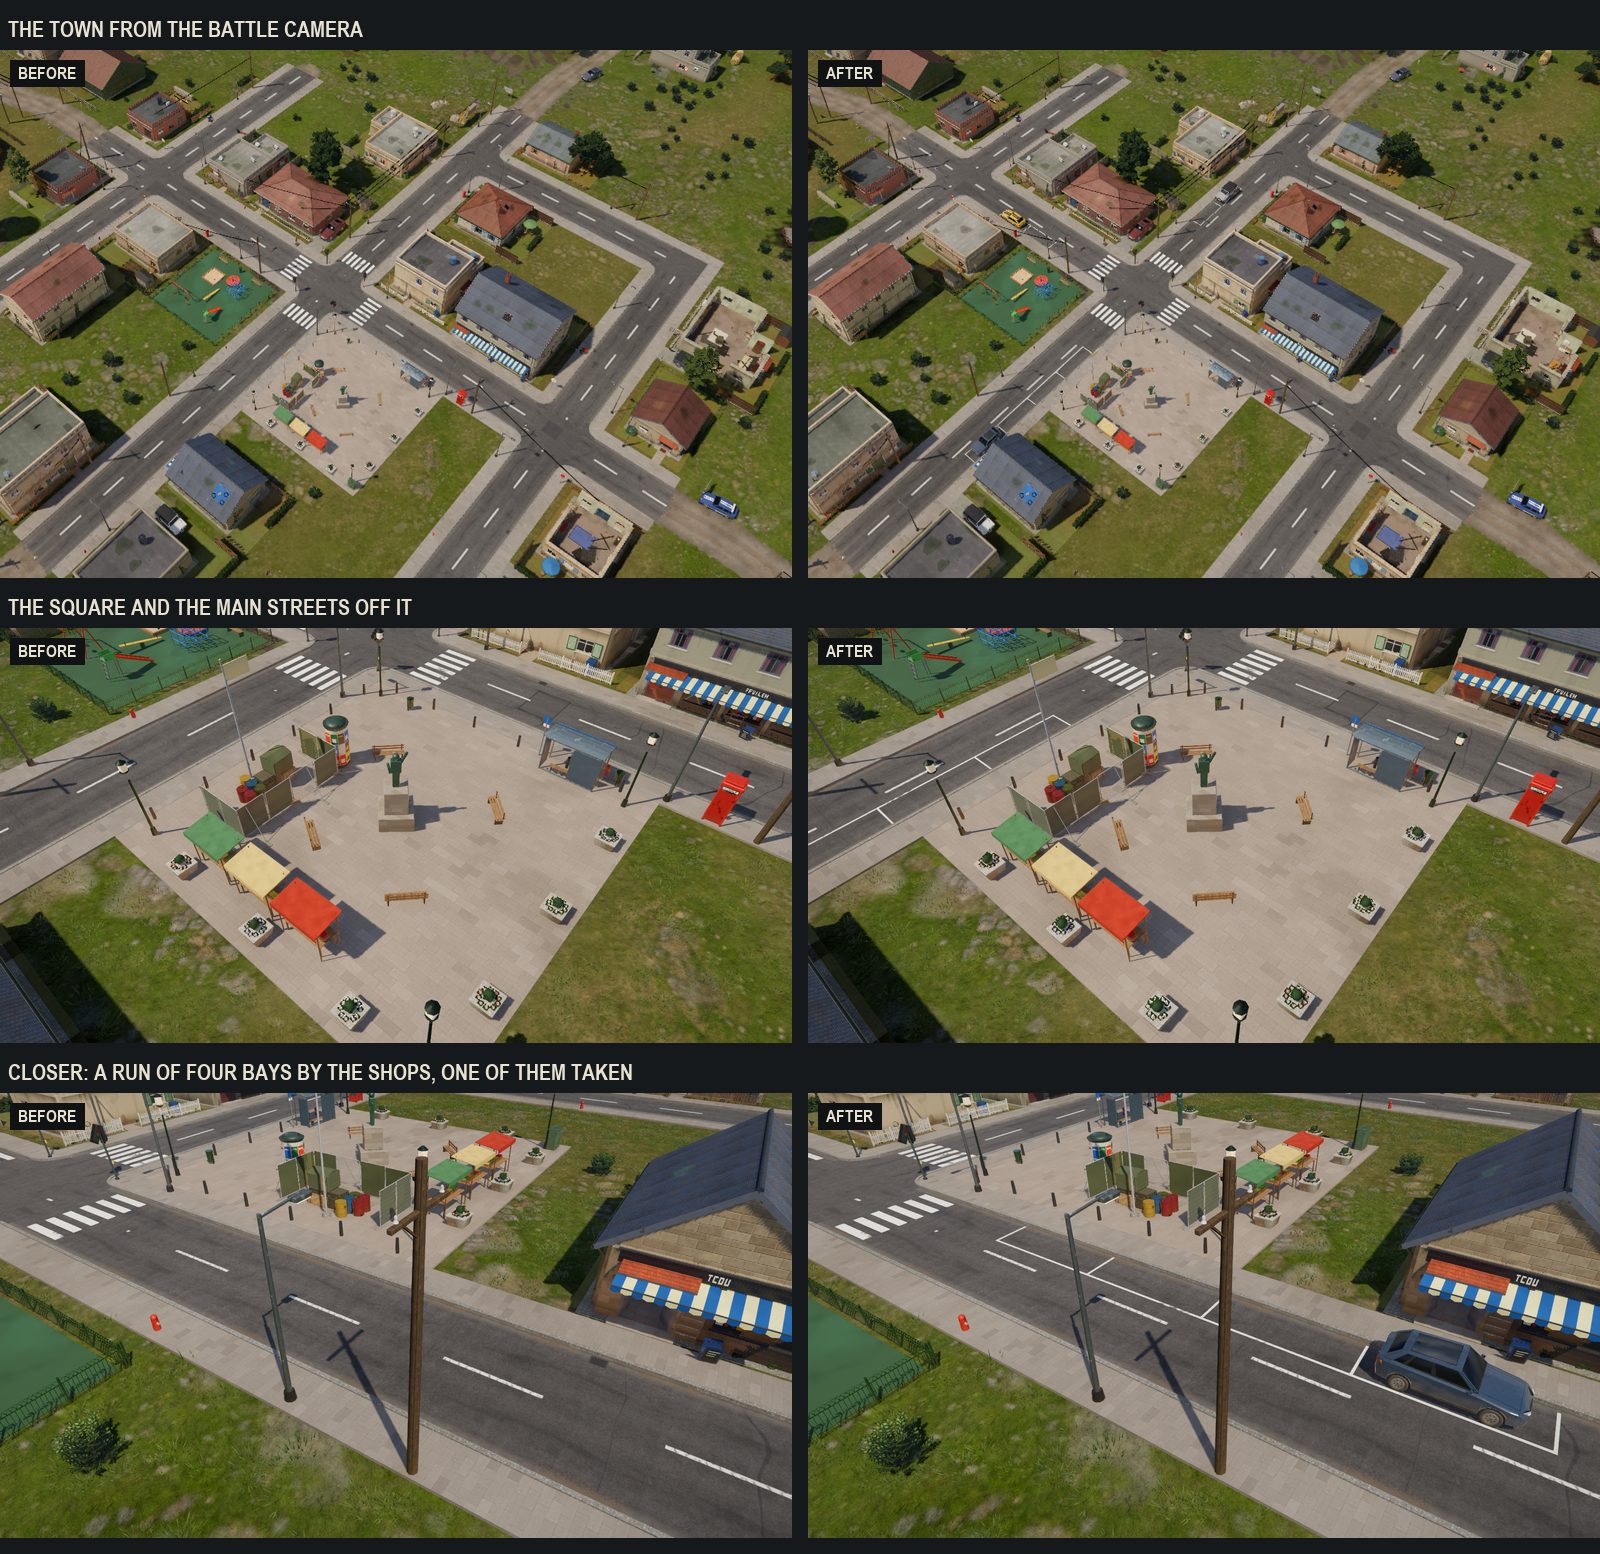 THE TOWN FROM THE BATTLE CAMERA
BEFORE
AFTER
THE SQUARE AND THE MAIN STREETS OFF IT
BEFORE
AFTER
CLOSER: A RUN OF FOUR BAYS BY THE SHOPS, ONE OF THEM TAKEN
BEFORE
AFTER